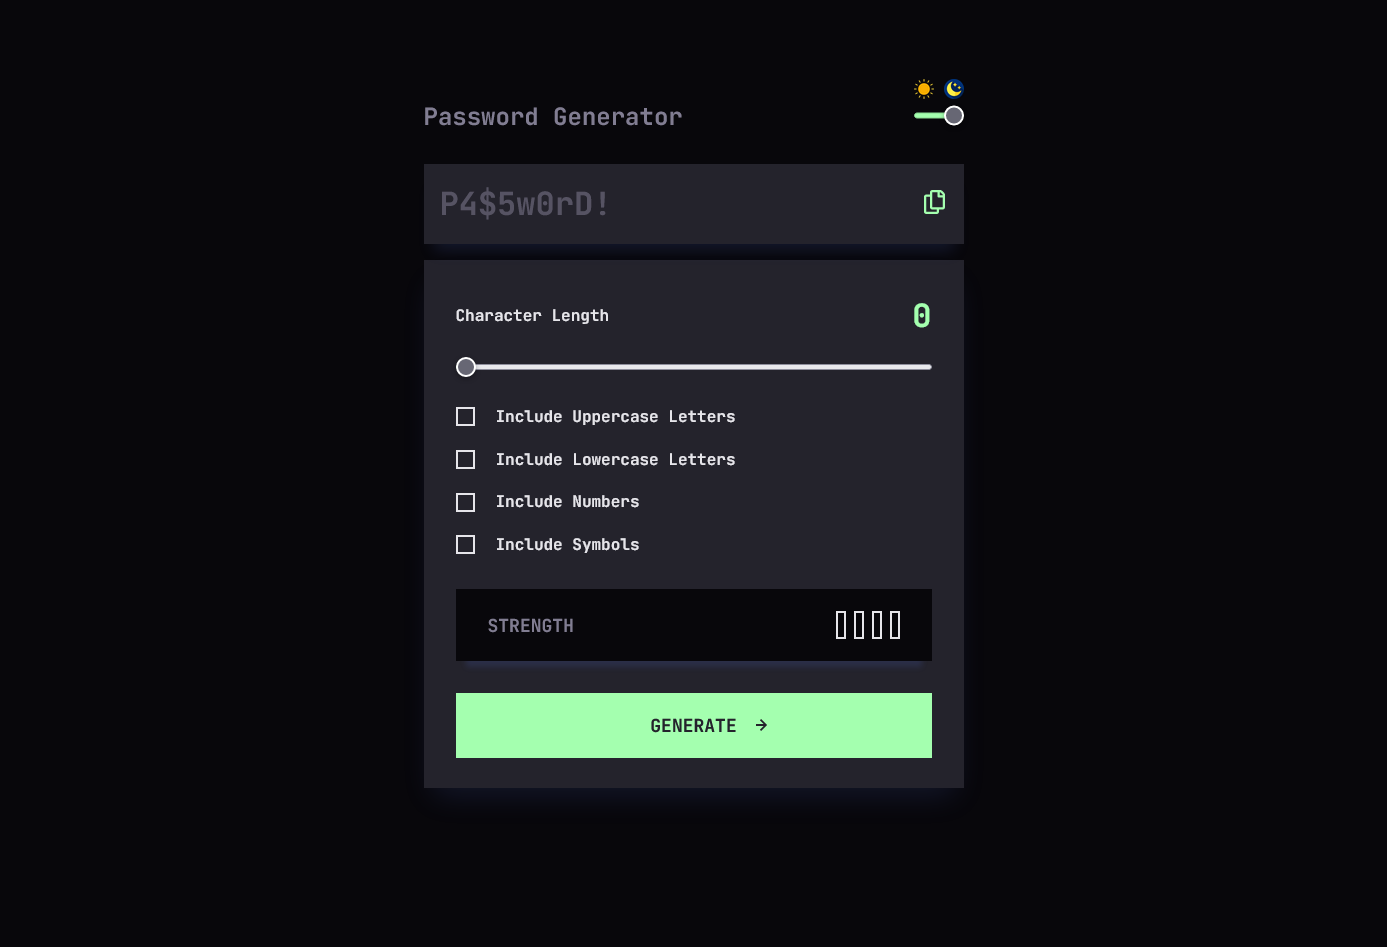 Password Generator
P4$5w0rD!
Character Length
0
Include Uppercase Letters
Include Lowercase Letters
Include Numbers
Include Symbols
STRENGTH
GENERATE →